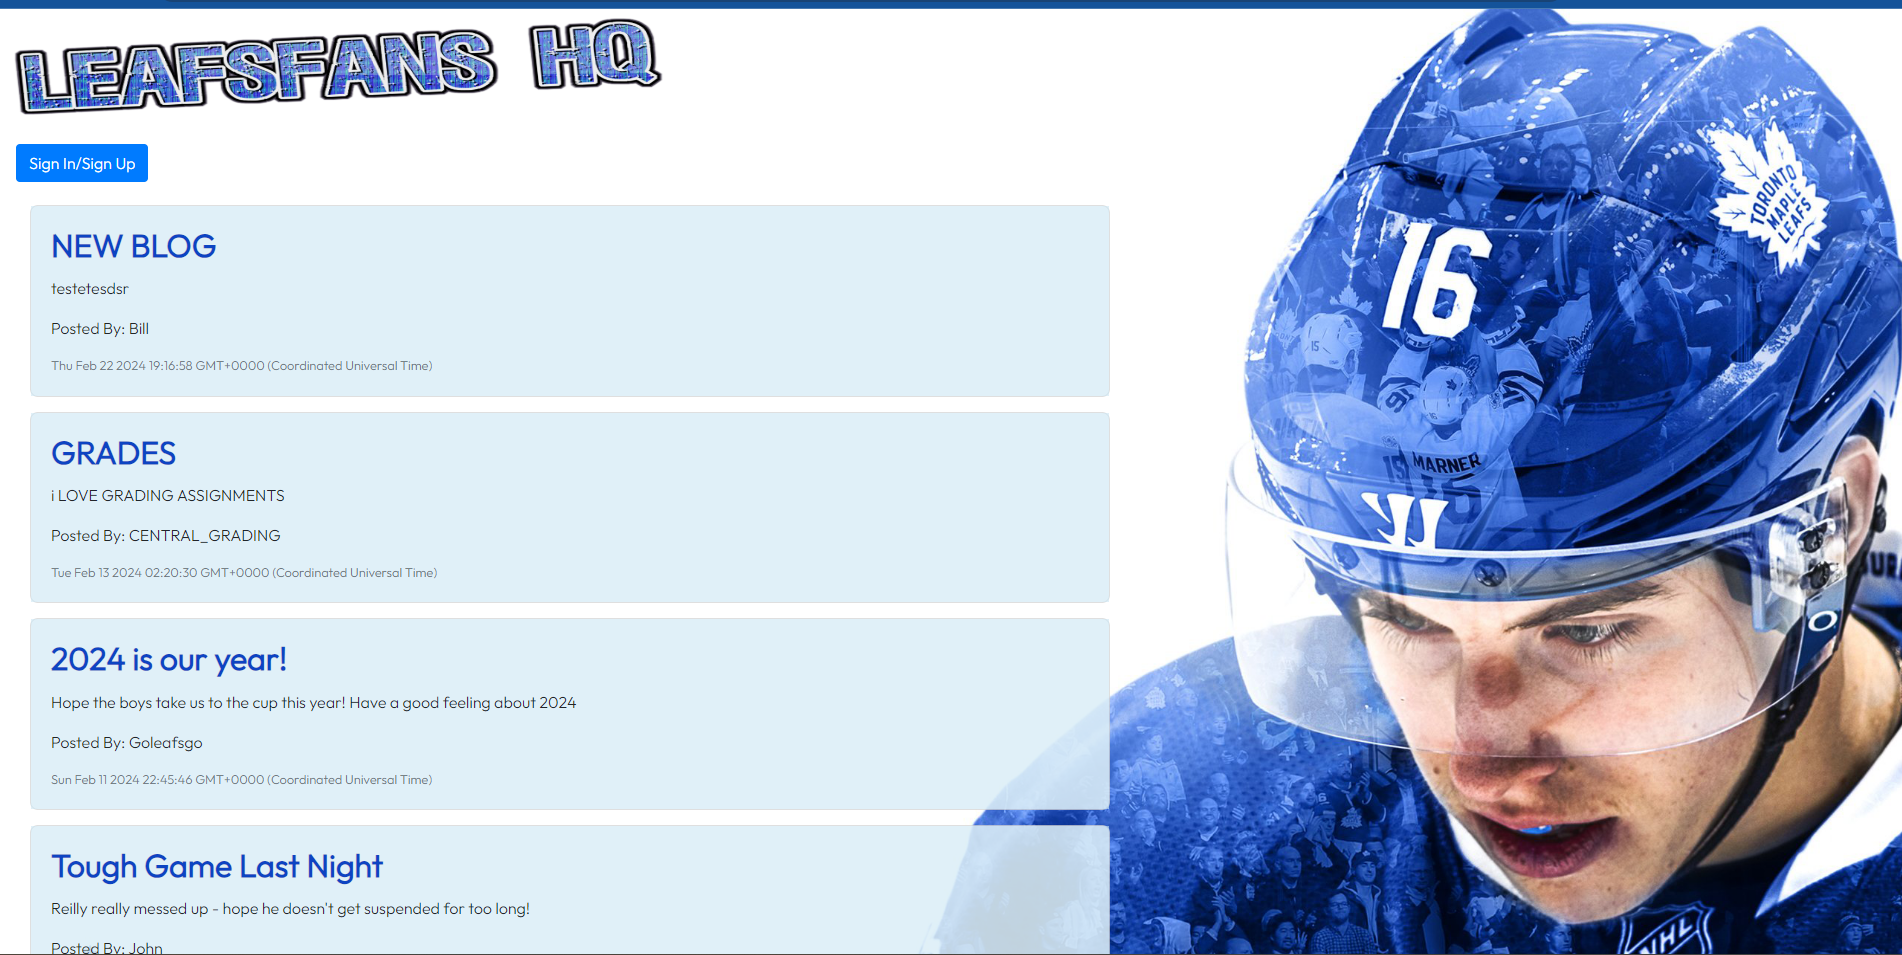 LEAFSFANS HQ
Sign In/Sign Up
NEW BLOG
testetesdsr
Posted By: Bill
Thu Feb 22 2024 19:16:58 GMT+0000 (Coordinated Universal Time)
GRADES
i LOVE GRADING ASSIGNMENTS
Posted By: CENTRAL_GRADING
Tue Feb 13 2024 02:20:30 GMT+0000 (Coordinated Universal Time)
2024 is our year!
Hope the boys take us to the cup this year! Have a good feeling about 2024
Posted By: Goleafsgo
Sun Feb 11 2024 22:45:46 GMT+0000 (Coordinated Universal Time)
Tough Game Last Night
Reilly really messed up - hope he doesn't get suspended for too long!
Posted By: John
TORONTO
MAPLE
LEAFS
16
15
16
16
15 MARNER
NHL